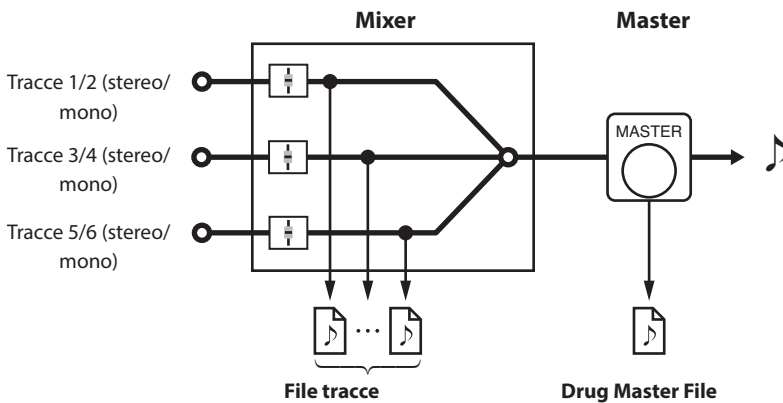 Mixer
Master
Tracce 1/2 (stereo/
mono)
Tracce 3/4 (stereo/
mono)
Tracce 5/6 (stereo/
mono)
MASTER
...
File tracce
Drug Master File